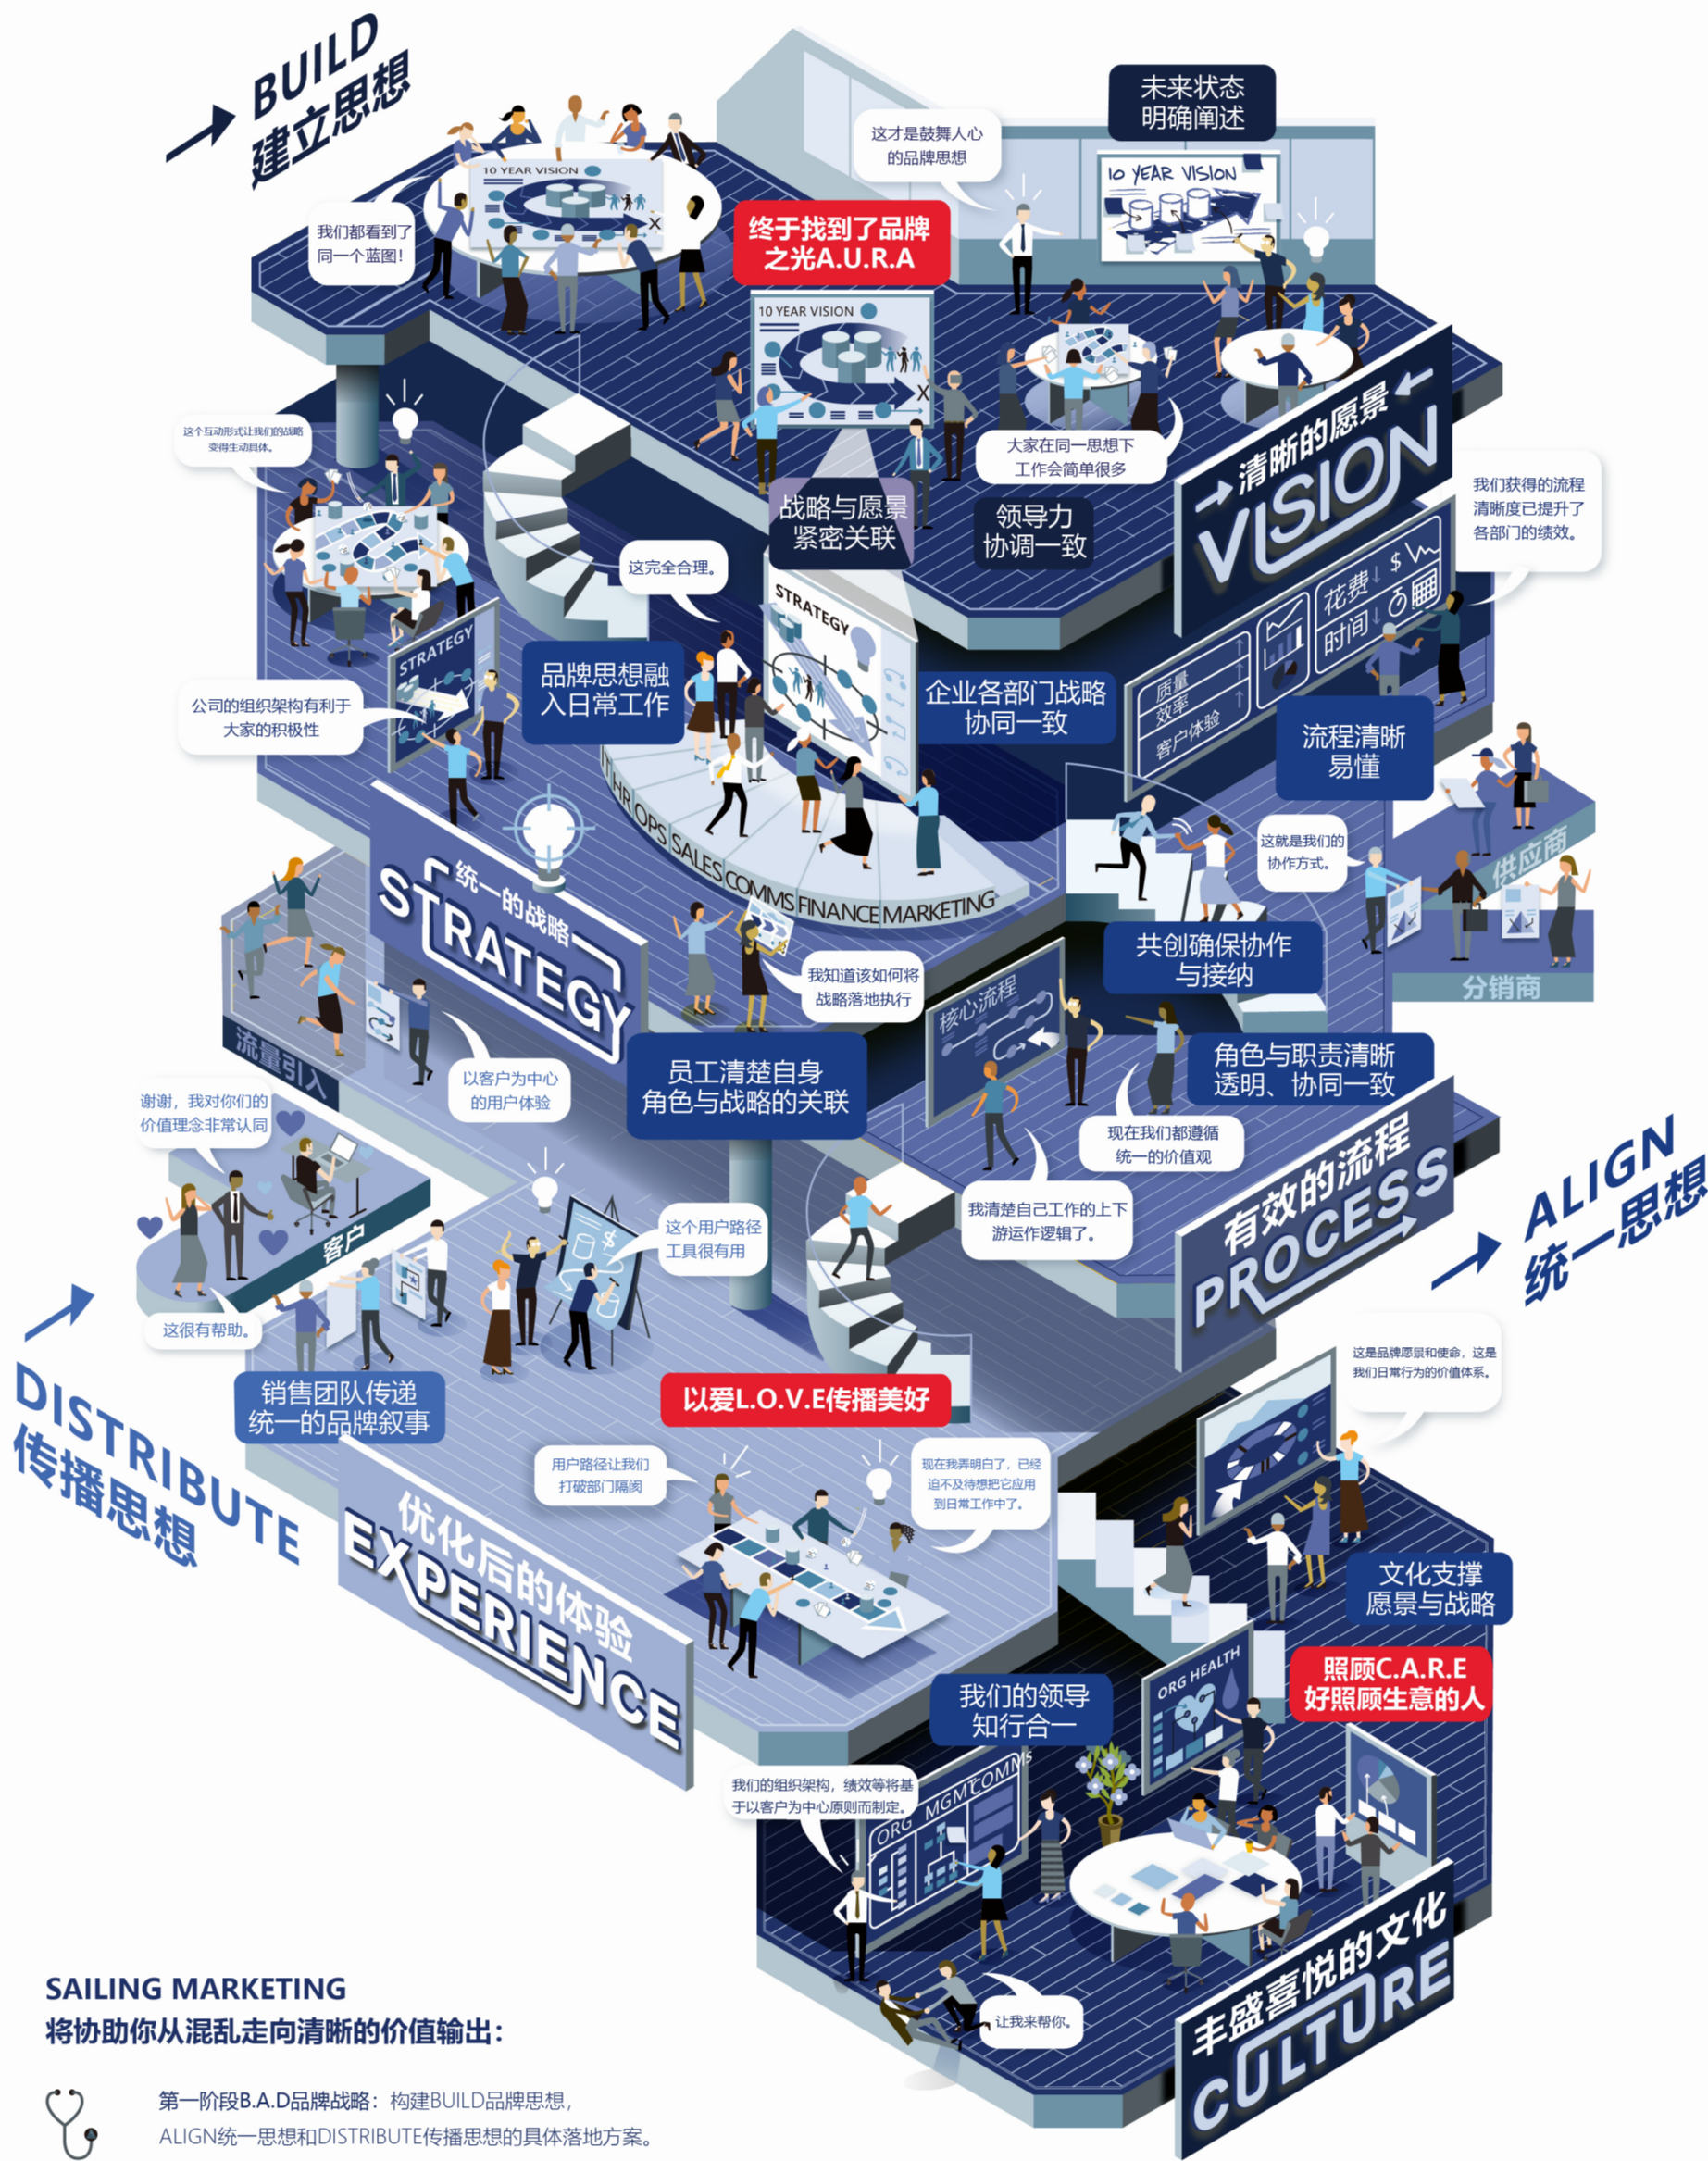 BUILD
建立思想
未来状态
明确阐述
这才是鼓舞人心
的品牌思想
10 YEAR VISION
10 YEAR VISION
我们都看到了
同一个蓝图！
终于找到了品牌
之光A.U.R.A
10 YEAR VISION
X
X
大家在同一思想下
工作会简单很多
清晰的愿景
VISION
这个互动形式让我们的战略
变得生动具体。
战略与愿景
紧密关联
领导力
协调一致
我们获得的流程
清晰度已提升了
各部门的绩效。
这完全合理。
STRATEGY
STRATEGY
花费↓ $
时间↓
质量
效率
客户体验
品牌思想融
入日常工作
企业各部门战略
协同一致
公司的组织架构有利于
大家的积极性
流程清晰
易懂
IT HR OPS SALES COMMS FINANCE MARKETING
这就是我们的
协作方式。
供应商
统一的战略
STRATEGY
共创确保协作
与接纳
分销商
我知道该如何将
战略落地执行
核心流程
流量引入
以客户为中心
的用户体验
员工清楚自身
角色与战略的关联
角色与职责清晰
透明、协同一致
谢谢，我对你们的
价值理念非常认同
现在我们都遵循
统一的价值观
我清楚自己工作的上下
游运作逻辑了。
有效的流程
PROCESS
ALIGN
统一思想
客户
$
这个用户路径
工具很有用
这很有帮助。
销售团队传递
统一的品牌叙事
以爱L.O.V.E传播美好
这是品牌愿景和使命，这是
我们日常行为的价值体系。
DISTRIBUTE
传播思想
用户路径让我们
打破部门隔阂
现在我弄明白了，已经
迫不及待想把它应用
到日常工作中了。
优化后的体验
EXPERIENCE
文化支撑
愿景与战略
ORG HEALTH
照顾C.A.R.E
好照顾生意的人
我们的领导
知行合一
我们的组织架构，绩效等将基
于以客户为中心原则而制定。
ORG MGMT COMMS
让我来帮你。
丰盛喜悦的文化
CULTURE
SAILING MARKETING
将协助你从混乱走向清晰的价值输出：
第一阶段B.A.D品牌战略：构建BUILD品牌思想，
ALIGN统一思想和DISTRIBUTE传播思想的具体落地方案。